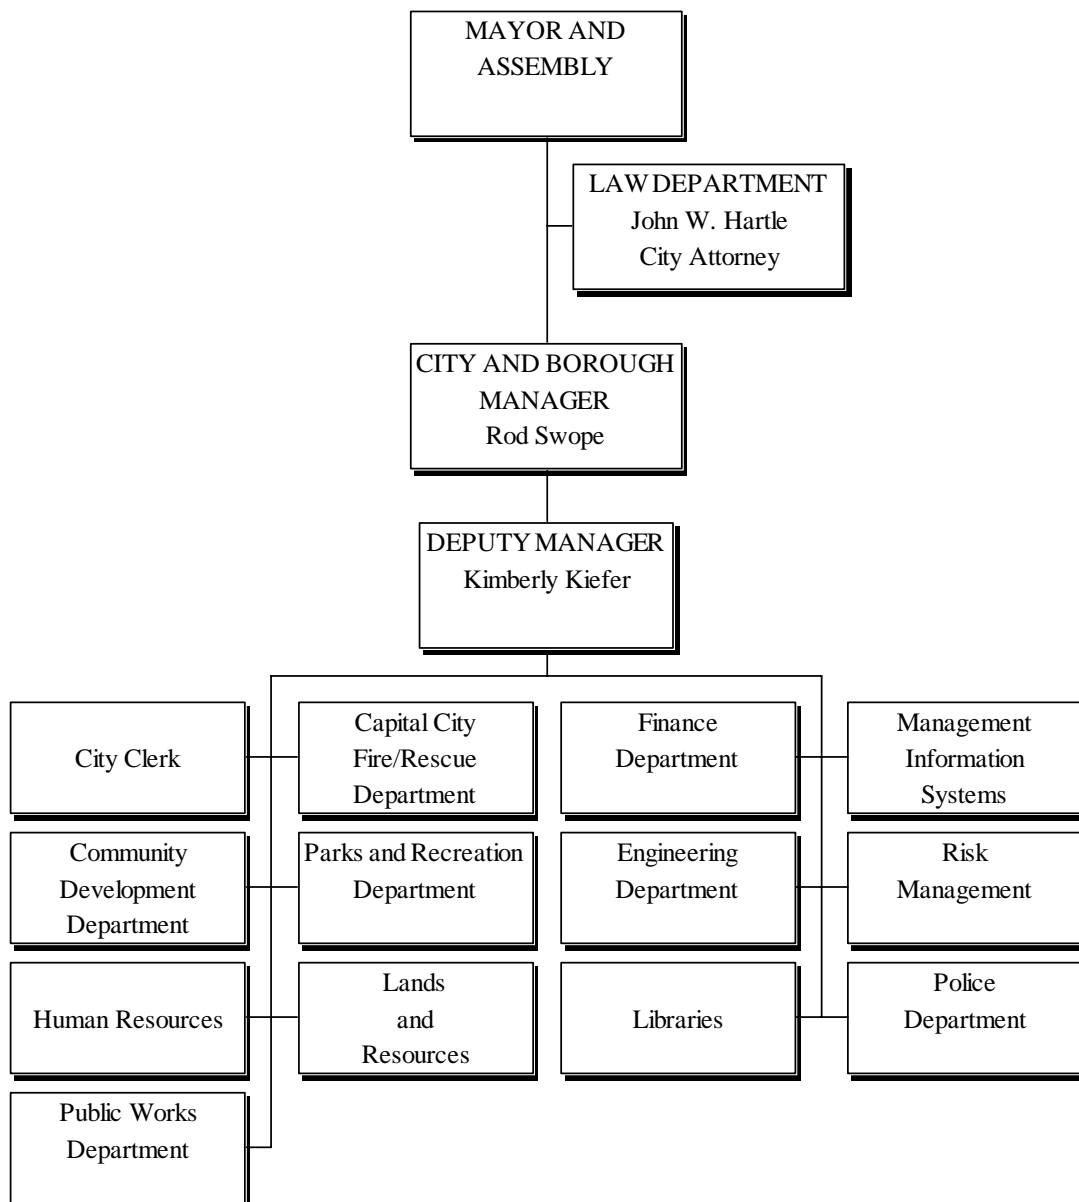 MAYOR AND
ASSEMBLY
LAW DEPARTMENT
John W. Hartle
City Attorney
CITY AND BOROUGH
MANAGER
Rod Swope
DEPUTY MANAGER
Kimberly Kiefer
City Clerk
Capital City
Fire/Rescue
Department
Finance
Department
Management
Information
Systems
Community
Development
Department
Parks and Recreation
Department
Engineering
Department
Risk
Management
Human Resources
Lands
and
Resources
Libraries
Police
Department
Public Works
Department